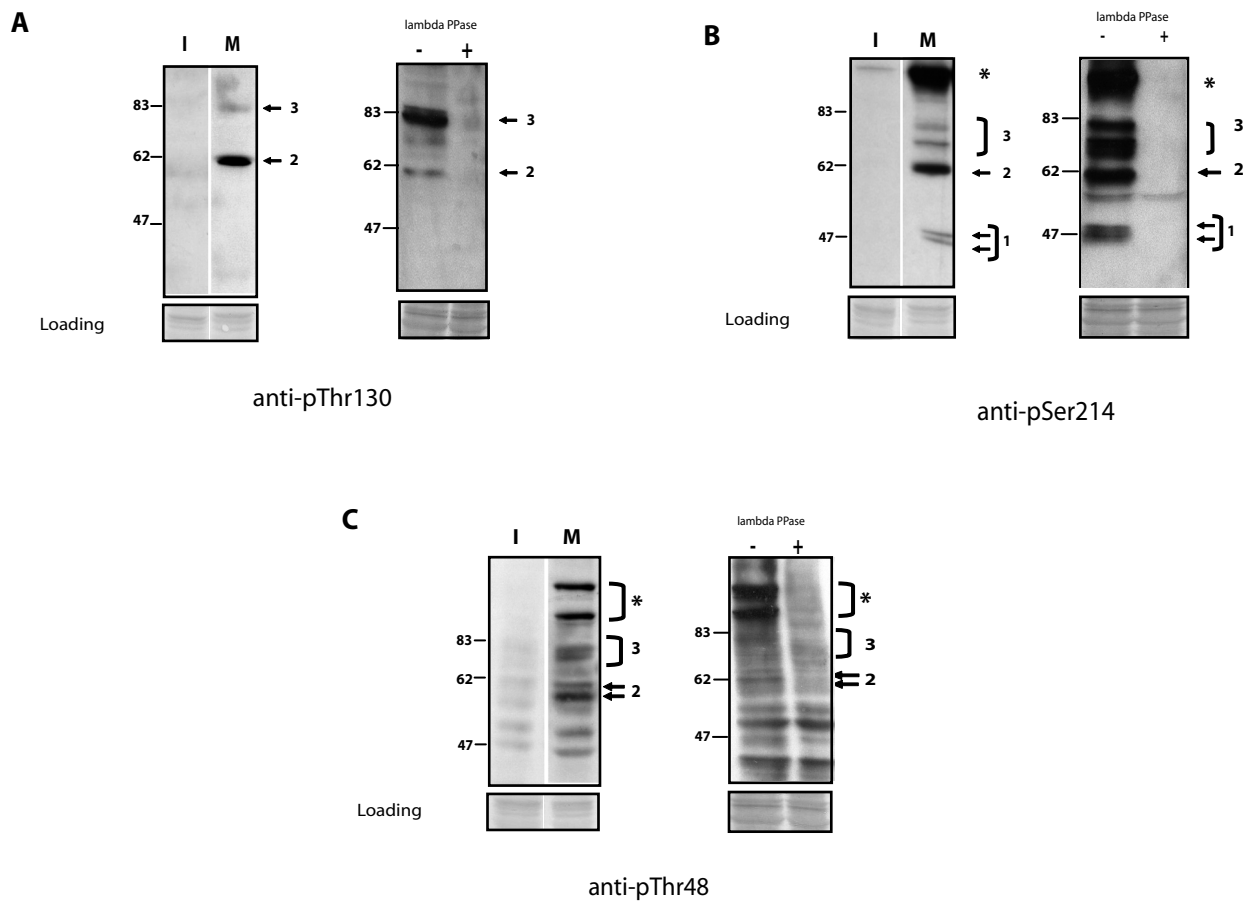 A
I M
83
62
47
3
2
Loading
lambda PPase
- +
83
62
47
3
2
anti-pThr130
B
I M
83
62
47
*
3
2
1
Loading
lambda PPase
- +
83
62
47
*
3
2
1
anti-pSer214
C
I M
83
62
47
*
3
2
Loading
lambda PPase
- +
83
62
47
*
3
2
anti-pThr48